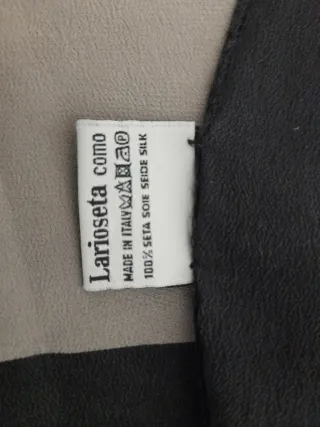 Larioseta como
MADE IN ITALY
100% SETA SOIE SEIDE SILK